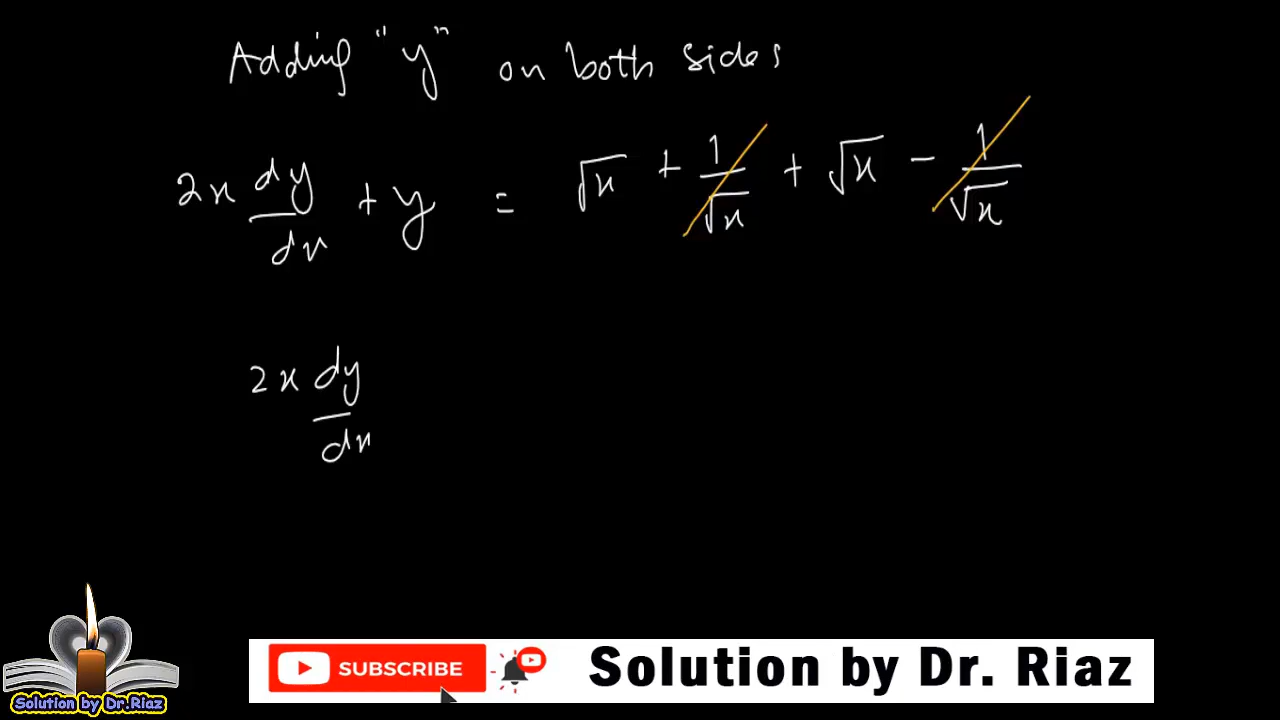 Adding "y" on both sides
2x dy/dx + y = √x + 1/√x + √x - 1/√x
2x dy/dx
SUBSCRIBE
Solution by Dr. Riaz
Solution by Dr.Riaz